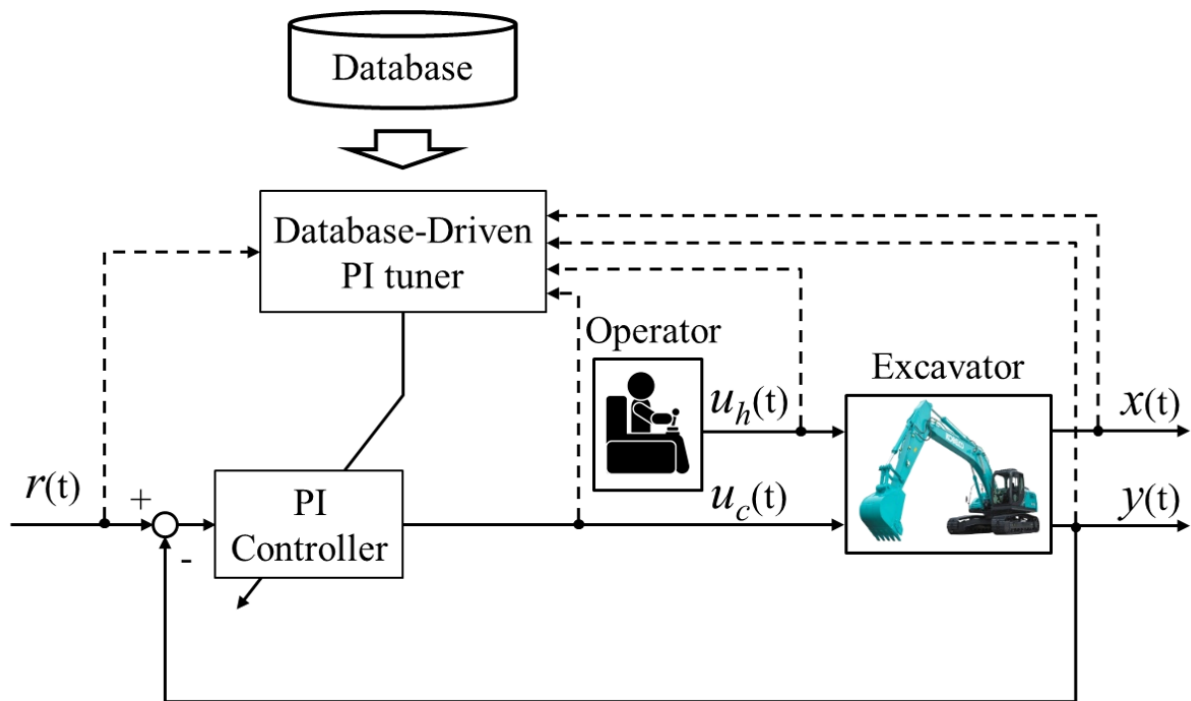 Database
Database-Driven
PI tuner
Operator
Excavator
u_h(t)
x(t)
r(t)
+
PI
Controller
u_c(t)
y(t)
-